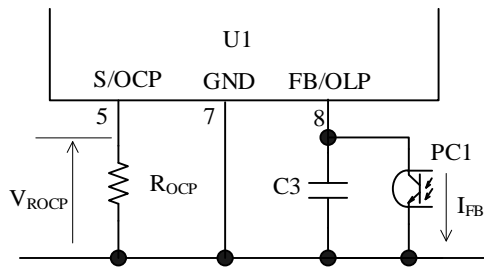 U1
S/OCP GND FB/OLP
5 7 8
PC1
V_ROCP R_OCP C3 I_FB